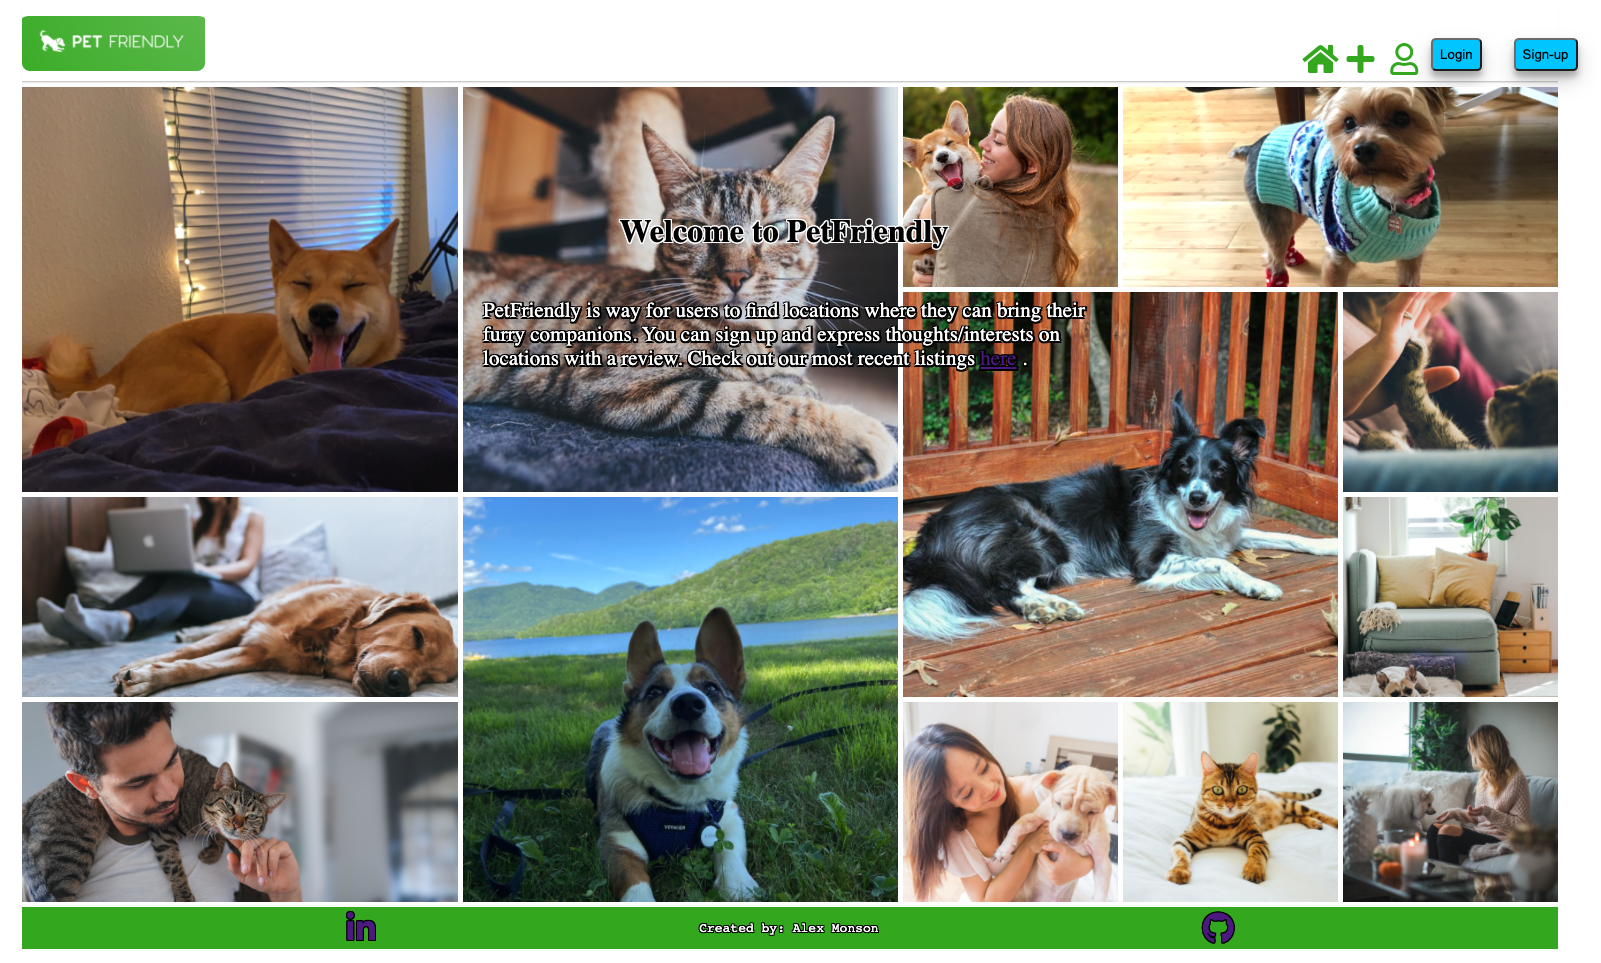 PET FRIENDLY
Login
Sign-up
Welcome to PetFriendly
PetFriendly is way for users to find locations where they can bring their
furry companions. You can sign up and express thoughts/interests on
locations with a review. Check out our most recent listings here .
VOYAGER
in
Created by: Alex Monson